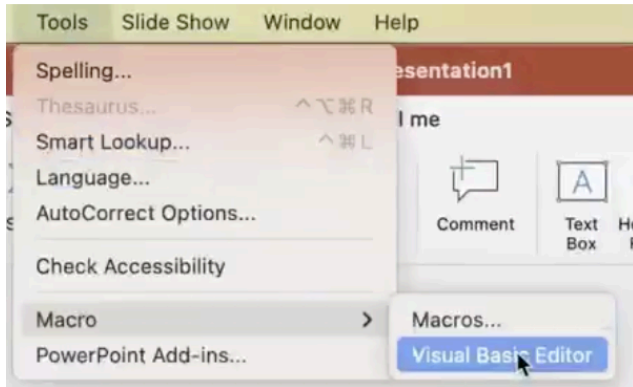 Tools Slide Show Window Help
Spelling...
esentation1
Thesaurus... ^⌥⌘R
l me
Smart Lookup... ^⌘L
Language...
Comment
Text Box
AutoCorrect Options...
Check Accessibility
Macro >
Macros...
PowerPoint Add-ins...
Visual Basic Editor